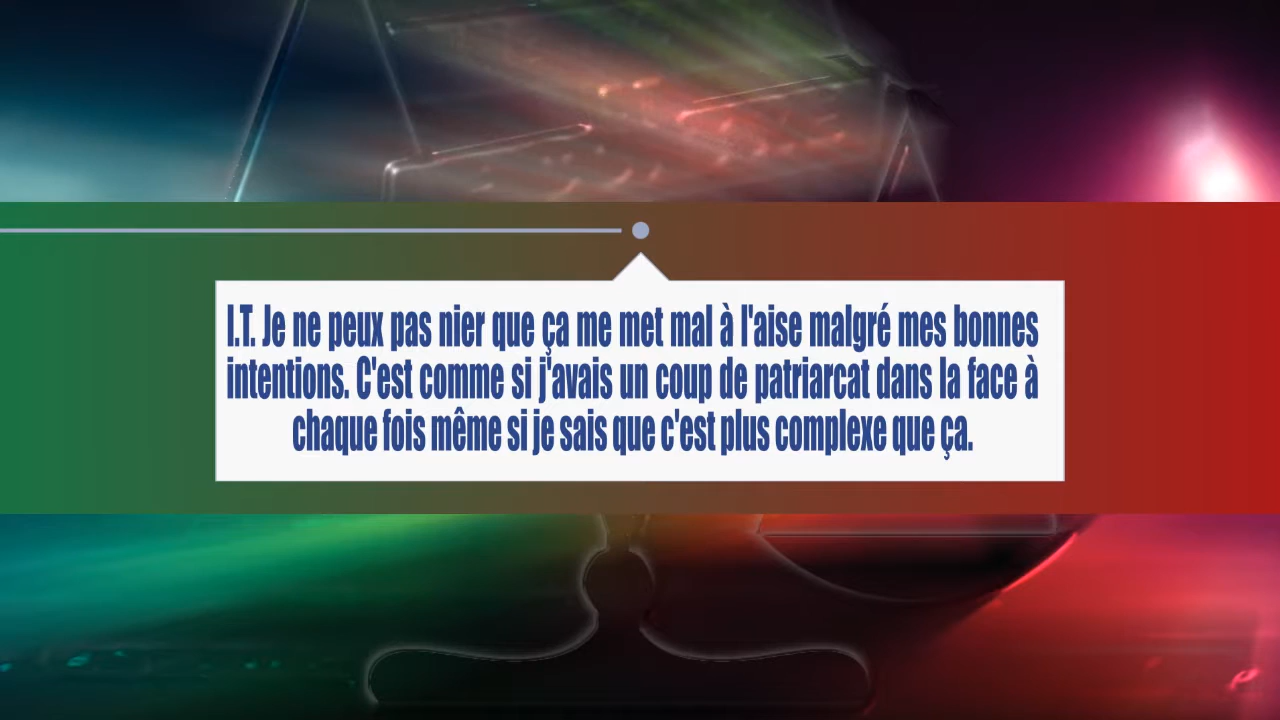 I.T. Je ne peux pas nier que ça me met mal à l'aise malgré mes bonnes
intentions. C'est comme si j'avais un coup de patriarcat dans la face à
chaque fois même si je sais que c'est plus complexe que ça.